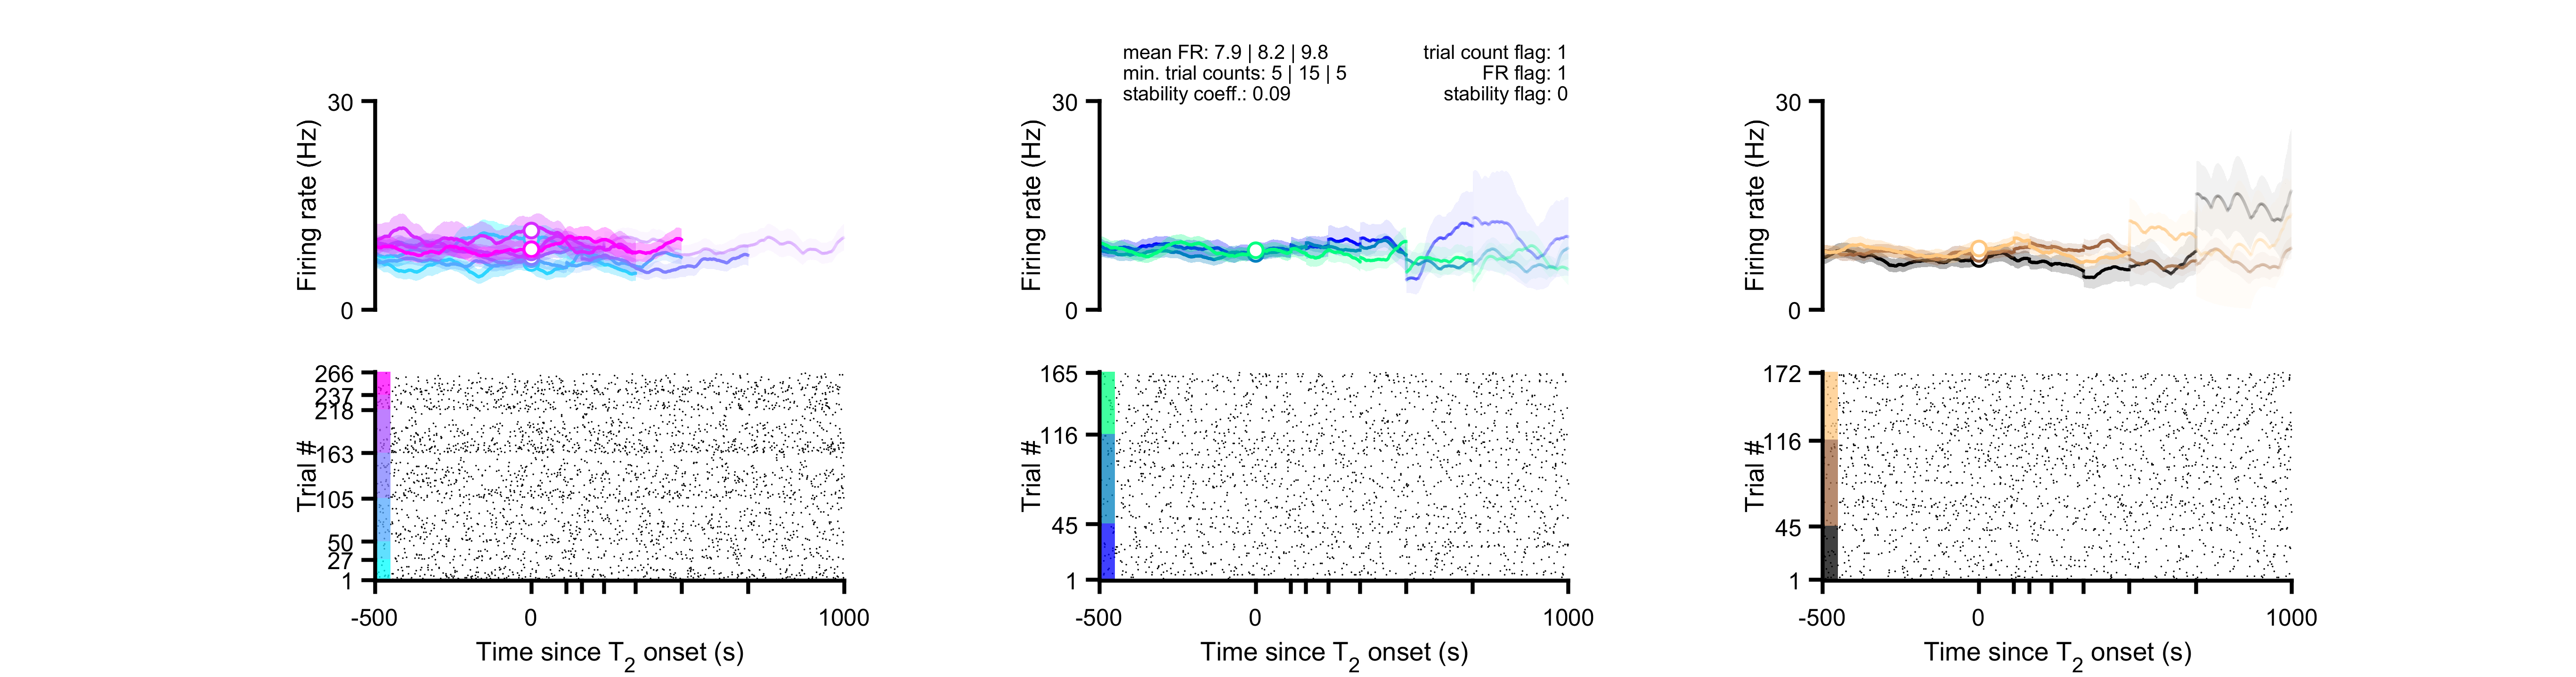 mean FR: 7.9 | 8.2 | 9.8
min. trial counts: 5 | 15 | 5
stability coeff.: 0.09
trial count flag: 1
FR flag: 1
stability flag: 0
30
Firing rate (Hz)
0
30
Firing rate (Hz)
0
30
Firing rate (Hz)
0
266
237
218
163
105
50
27
1
Trial #
-500
0
1000
Time since T2 onset (s)
165
116
45
1
Trial #
-500
0
1000
Time since T2 onset (s)
172
116
45
1
Trial #
-500
0
1000
Time since T2 onset (s)